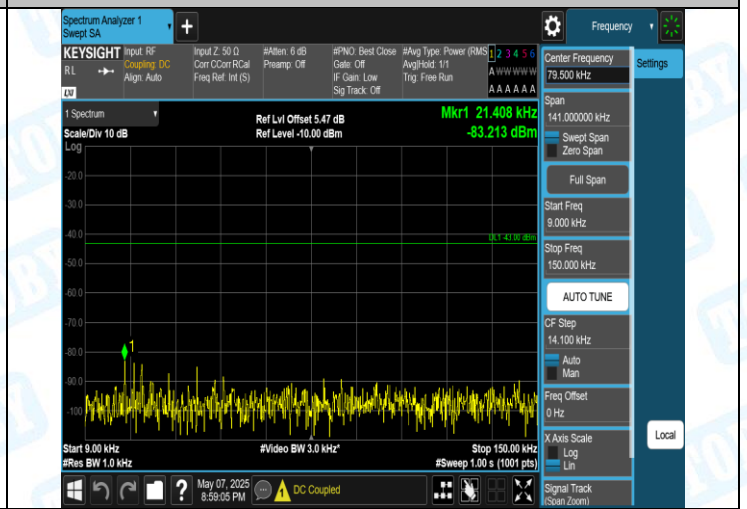 Spectrum Analyzer 1
Swept SA
+
Frequency
KEYSIGHT
Input: RF
Coupling: DC
Align: Auto
Input Z: 50 Ω
Corr CCorr RCal
Freq Ref: Int (S)
#Atten: 6 dB
Preamp: Off
#PNO: Best Close
Gate: Off
IF Gain: Low
Sig Track: Off
#Avg Type: Power (RMS
Avg|Hold: 1/1
Trig: Free Run
1 2 3 4 5 6
A W W W W W
A A A A A A
RL
LXI
1 Spectrum
Scale/Div 10 dB
Log
Ref Lvl Offset 5.47 dB
Ref Level -10.00 dBm
Mkr1 21.408 kHz
-83.213 dBm
-20.0
-30.0
-40.0
DL1 -43.00 dBm
-50.0
-60.0
-70.0
-80.0
1
-90.0
-100
Start 9.00 kHz
#Res BW 1.0 kHz
#Video BW 3.0 kHz*
Stop 150.00 kHz
#Sweep 1.00 s (1001 pts)
?
May 07, 2025
8:59:05 PM
DC Coupled
Center Frequency
79.500 kHz
Settings
Span
141.000000 kHz
Swept Span
Zero Span
Full Span
Start Freq
9.000 kHz
Stop Freq
150.000 kHz
AUTO TUNE
CF Step
14.100 kHz
Auto
Man
Freq Offset
0 Hz
X Axis Scale
Log
Lin
Local
Signal Track
(Span Zoom)